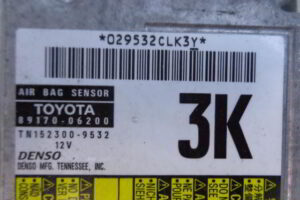 *029532CLK3Y*
AIR BAG SENSOR
TOYOTA
89170-06200
3K
TN152300-9532
12V
DENSO
DENSO MFG. TENNESSEE, INC.